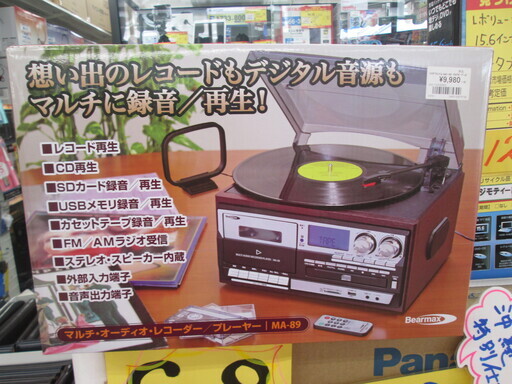 想い出のレコードもデジタル音源も
マルチに録音／再生！
¥9,980
■レコード再生
■CD再生
■SDカード録音／再生
■USBメモリ録音／再生
■カセットテープ録音／再生
■FM／AMラジオ受信
■ステレオ・スピーカー内蔵
■外部入力端子
■音声出力端子
マルチ・オーディオ・レコーダー／プレーヤー｜MA-89
Bearmax
15.6イン
Pan
沖縄